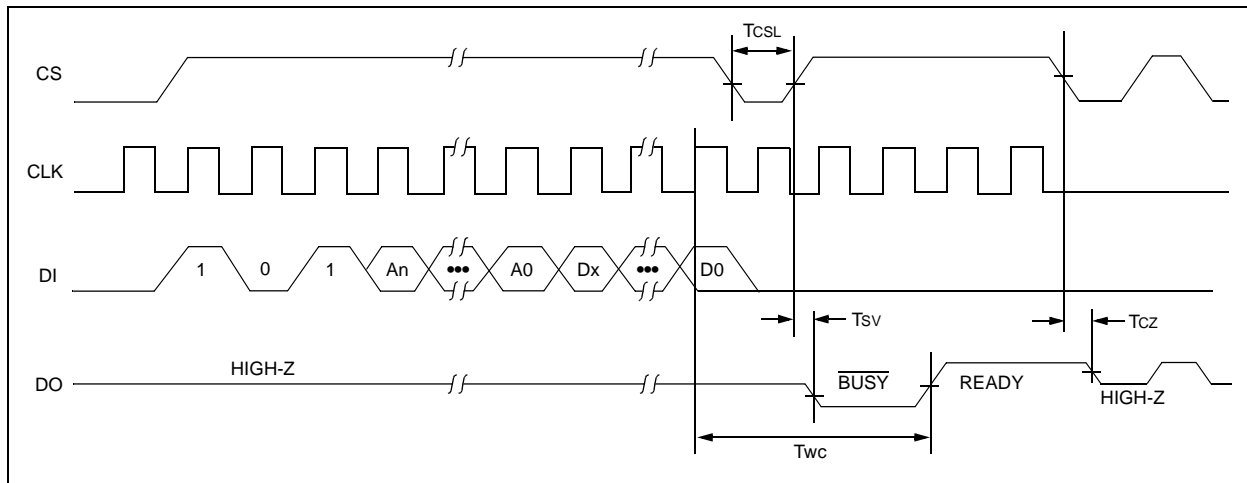 TCSL
CS
CLK
DI 1 0 1 An ••• A0 Dx ••• D0
TSV TCZ
DO HIGH-Z BUSY READY HIGH-Z
Twc